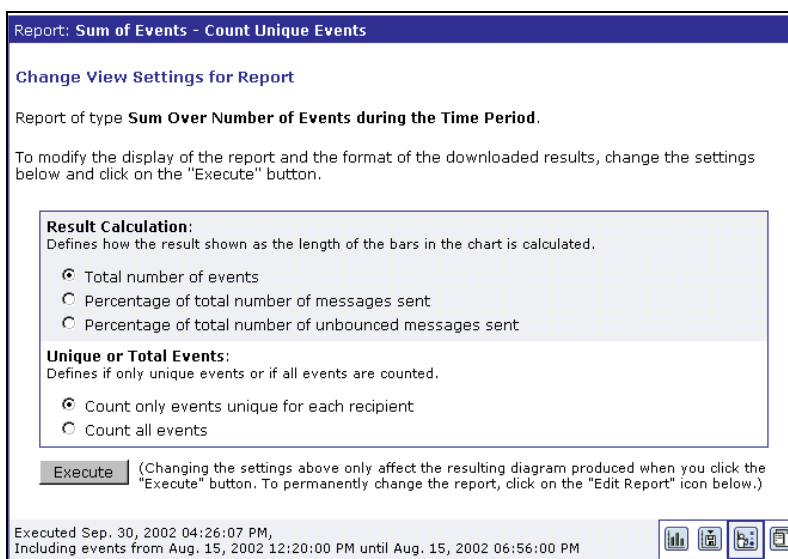 Report: Sum of Events - Count Unique Events
Change View Settings for Report
Report of type Sum Over Number of Events during the Time Period.
To modify the display of the report and the format of the downloaded results, change the settings
below and click on the "Execute" button.
Result Calculation:
Defines how the result shown as the length of the bars in the chart is calculated.
Total number of events
Percentage of total number of messages sent
Percentage of total number of unbounced messages sent
Unique or Total Events:
Defines if only unique events or if all events are counted.
Count only events unique for each recipient
Count all events
Execute
(Changing the settings above only affect the resulting diagram produced when you click the
"Execute" button. To permanently change the report, click on the "Edit Report" icon below.)
Executed Sep. 30, 2002 04:26:07 PM,
Including events from Aug. 15, 2002 12:20:00 PM until Aug. 15, 2002 06:56:00 PM